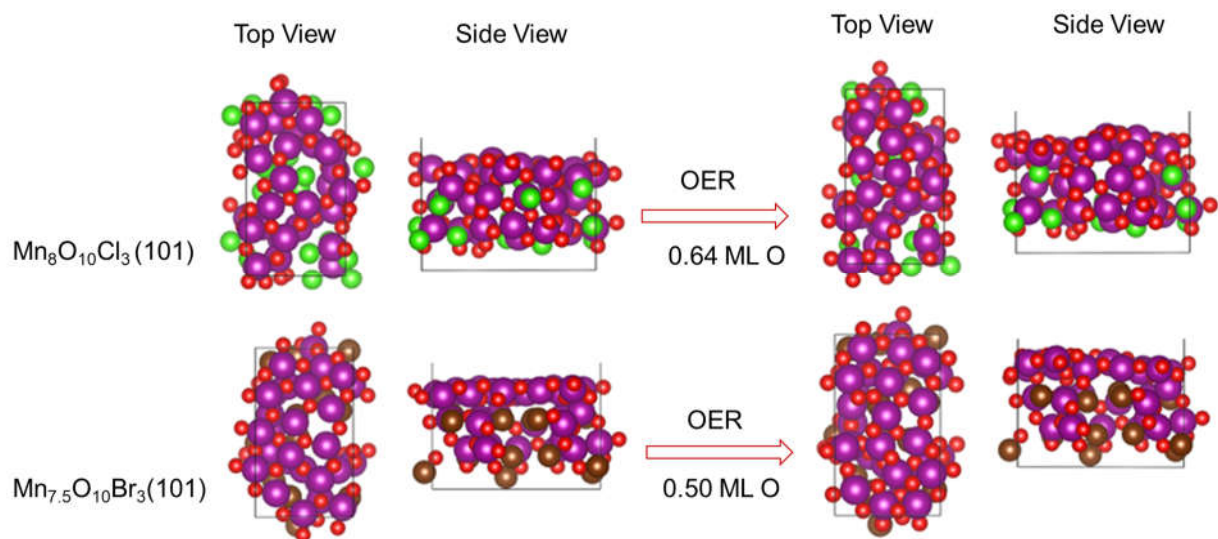 Top View Side View Top View Side View
OER
Mn₈O₁₀Cl₃ (101)
0.64 ML O
OER
Mn₇.₅O₁₀Br₃(101)
0.50 ML O